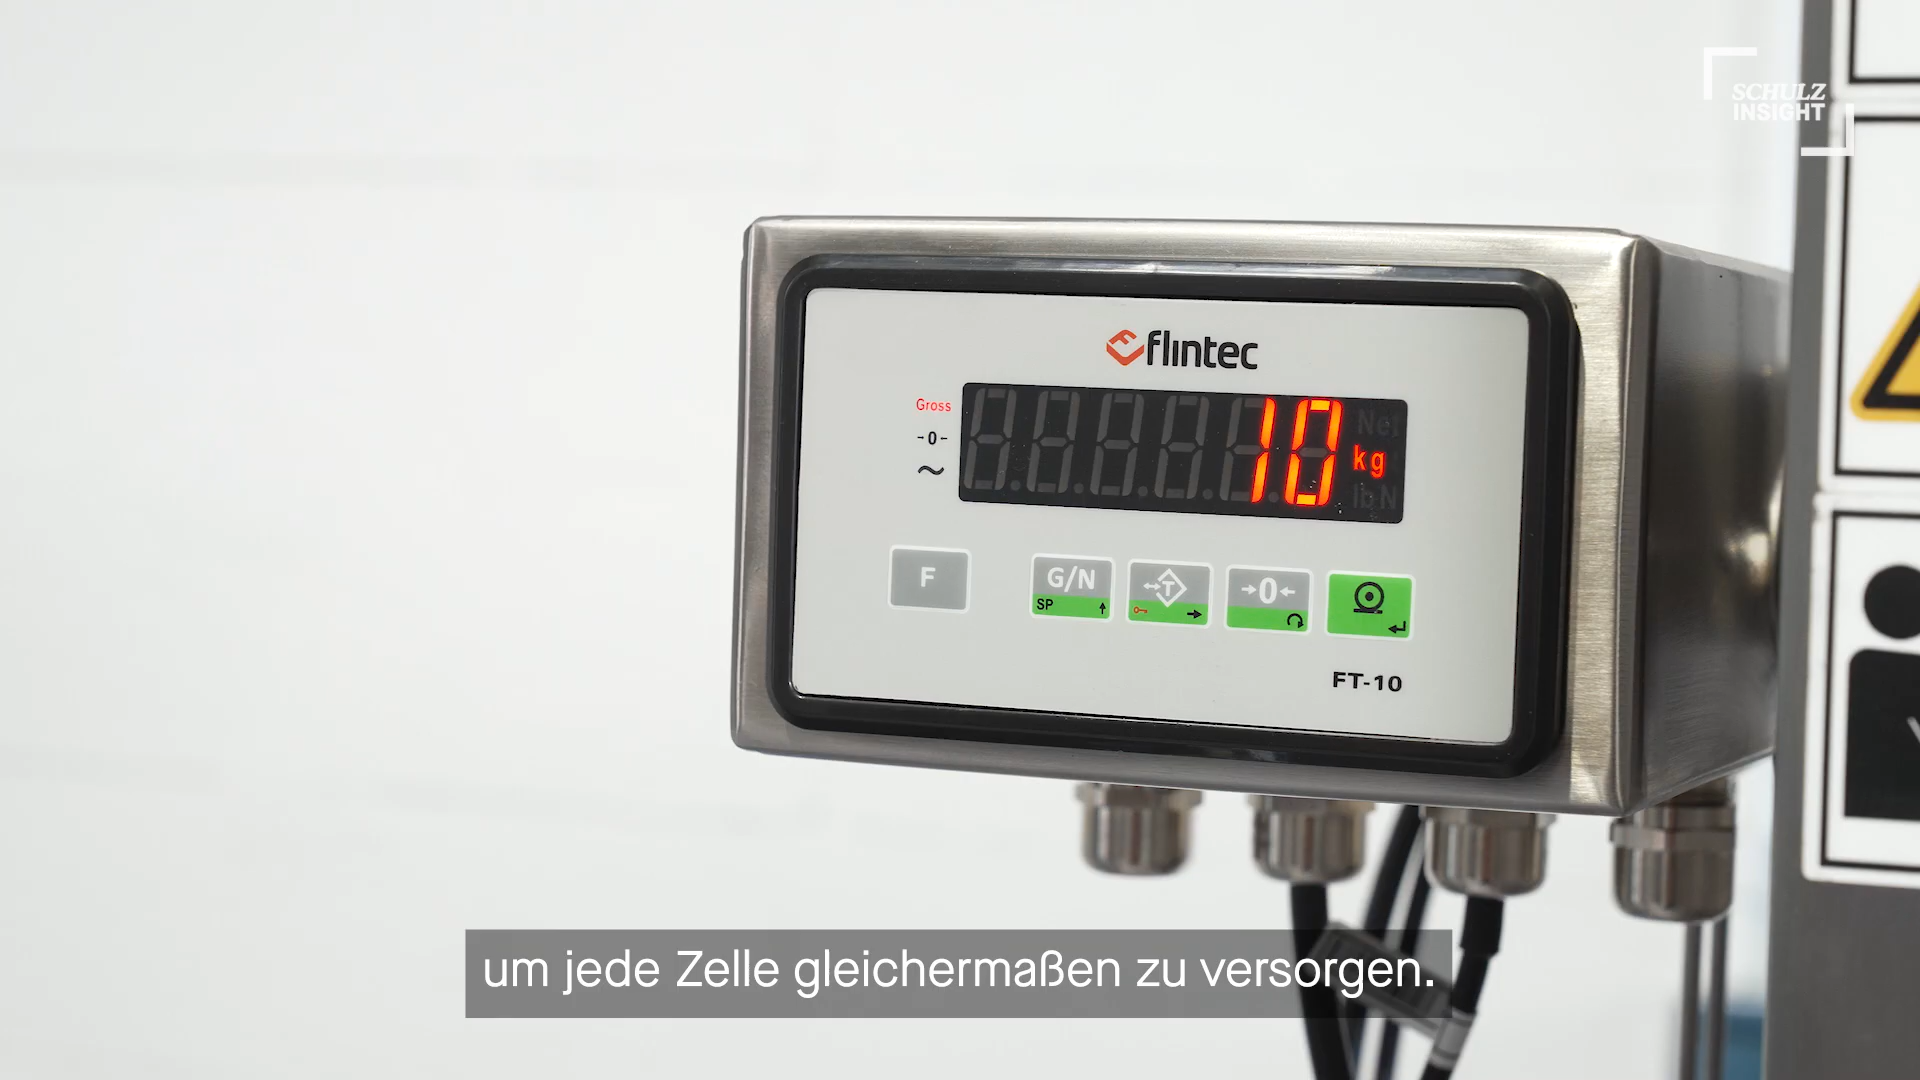 SCHULZ
INSIGHT
flintec
Gross
-0-
~
10
kg
Net
lb N
F
G/N
SP
T
→0←
FT-10
um jede Zelle gleichermaßen zu versorgen.